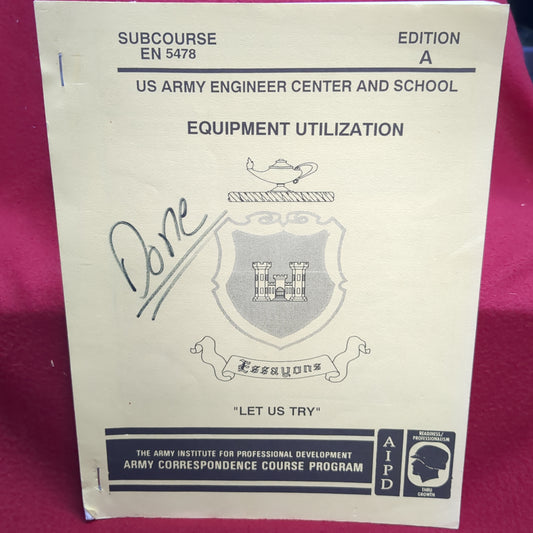 SUBCOURSE
EN 5478
EDITION
A
US ARMY ENGINEER CENTER AND SCHOOL
EQUIPMENT UTILIZATION
Done
Essayons
"LET US TRY"
THE ARMY INSTITUTE FOR PROFESSIONAL DEVELOPMENT
ARMY CORRESPONDENCE COURSE PROGRAM
AIPD
READINESS/
PROFESSIONALISM
THRU
GROWTH